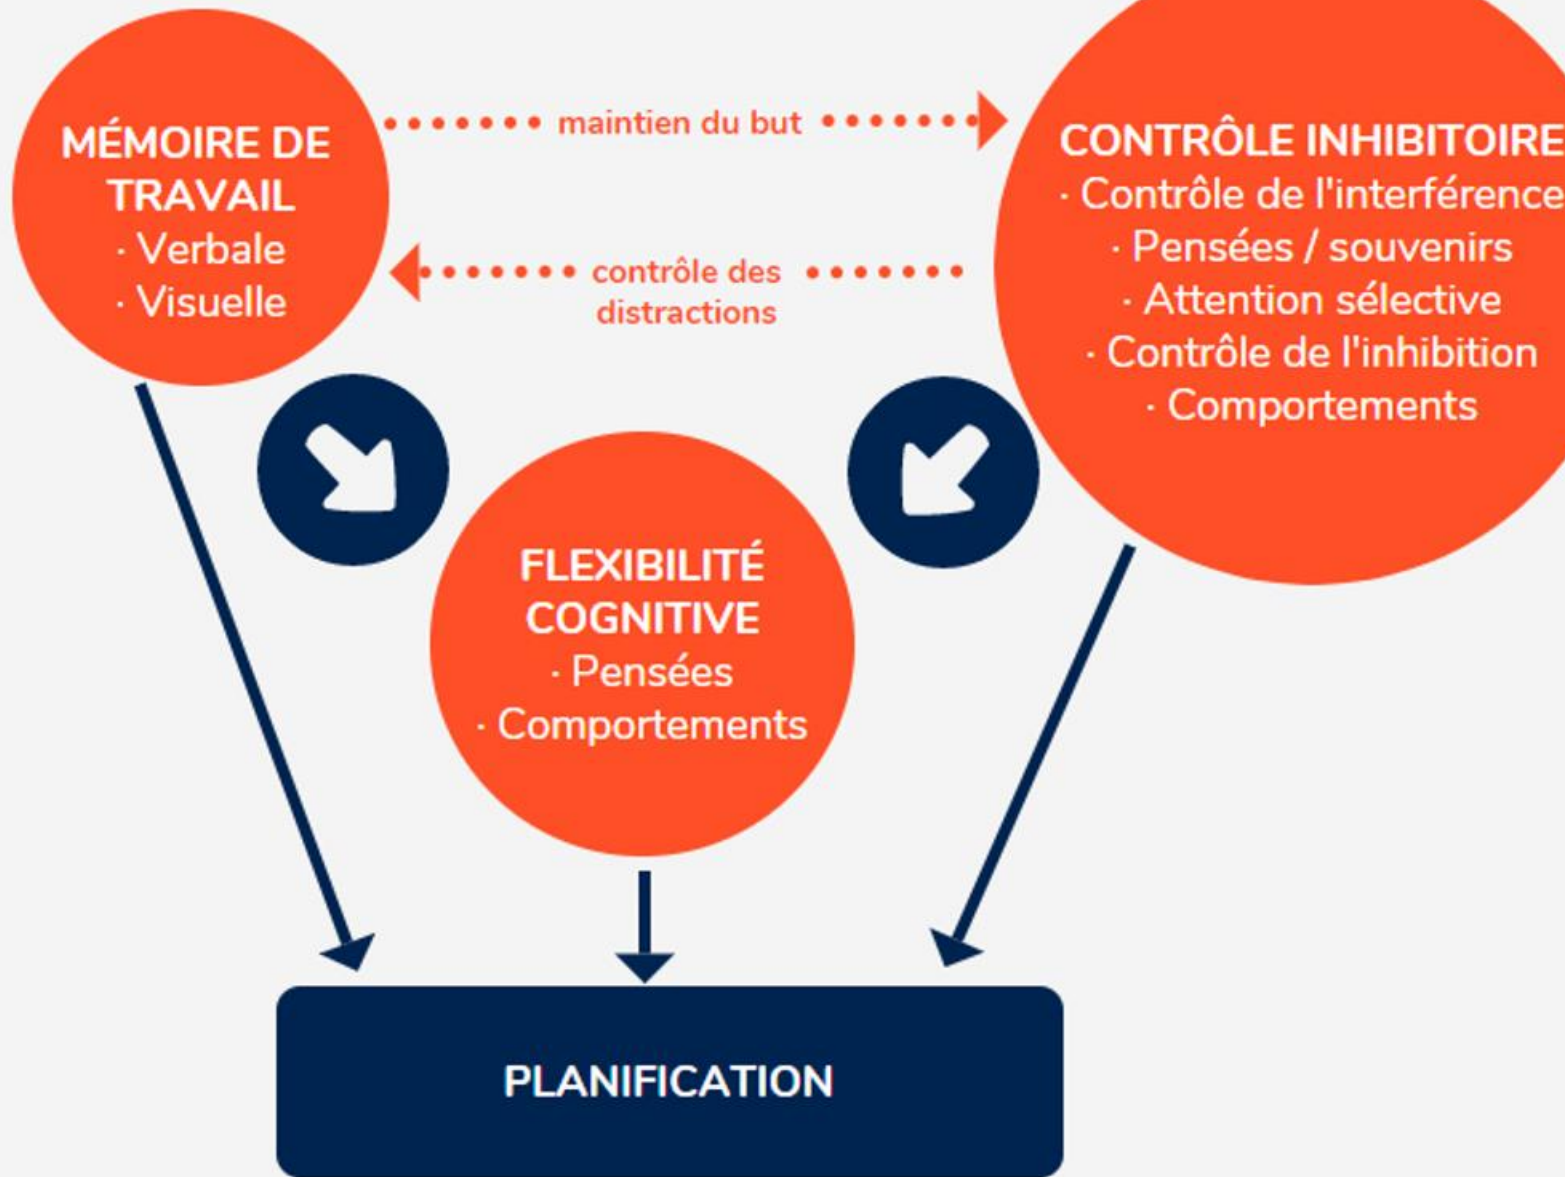 MÉMOIRE DE
TRAVAIL
· Verbale
· Visuelle
maintien du but
contrôle des
distractions
CONTRÔLE INHIBITOIRE
· Contrôle de l'interférence
· Pensées / souvenirs
· Attention sélective
· Contrôle de l'inhibition
· Comportements
FLEXIBILITÉ
COGNITIVE
· Pensées
· Comportements
PLANIFICATION